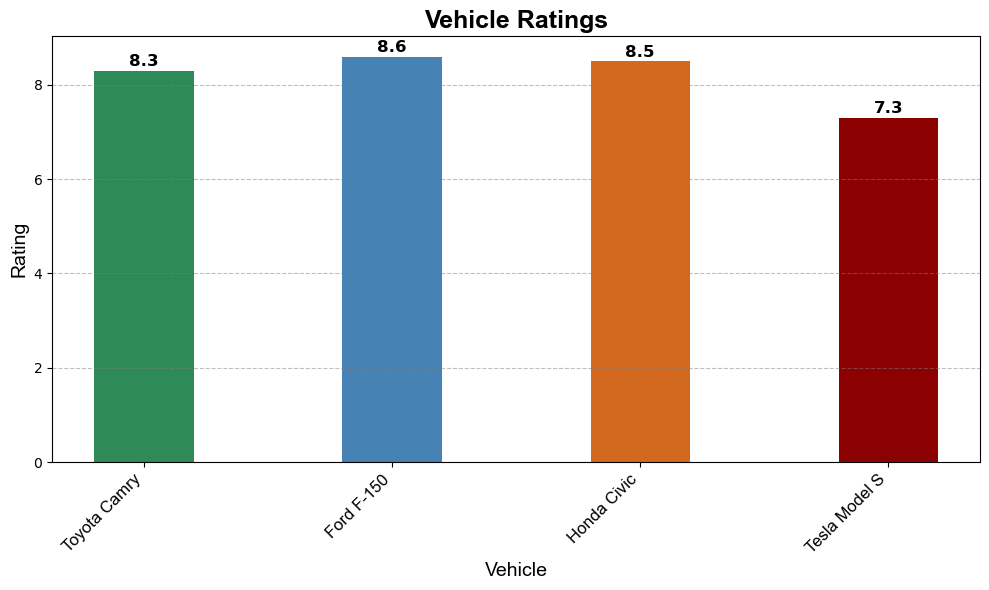 Vehicle Ratings
8.3
8.6
8.5
7.3
8
6
4
2
0
Rating
Toyota Camry
Ford F-150
Honda Civic
Tesla Model S
Vehicle